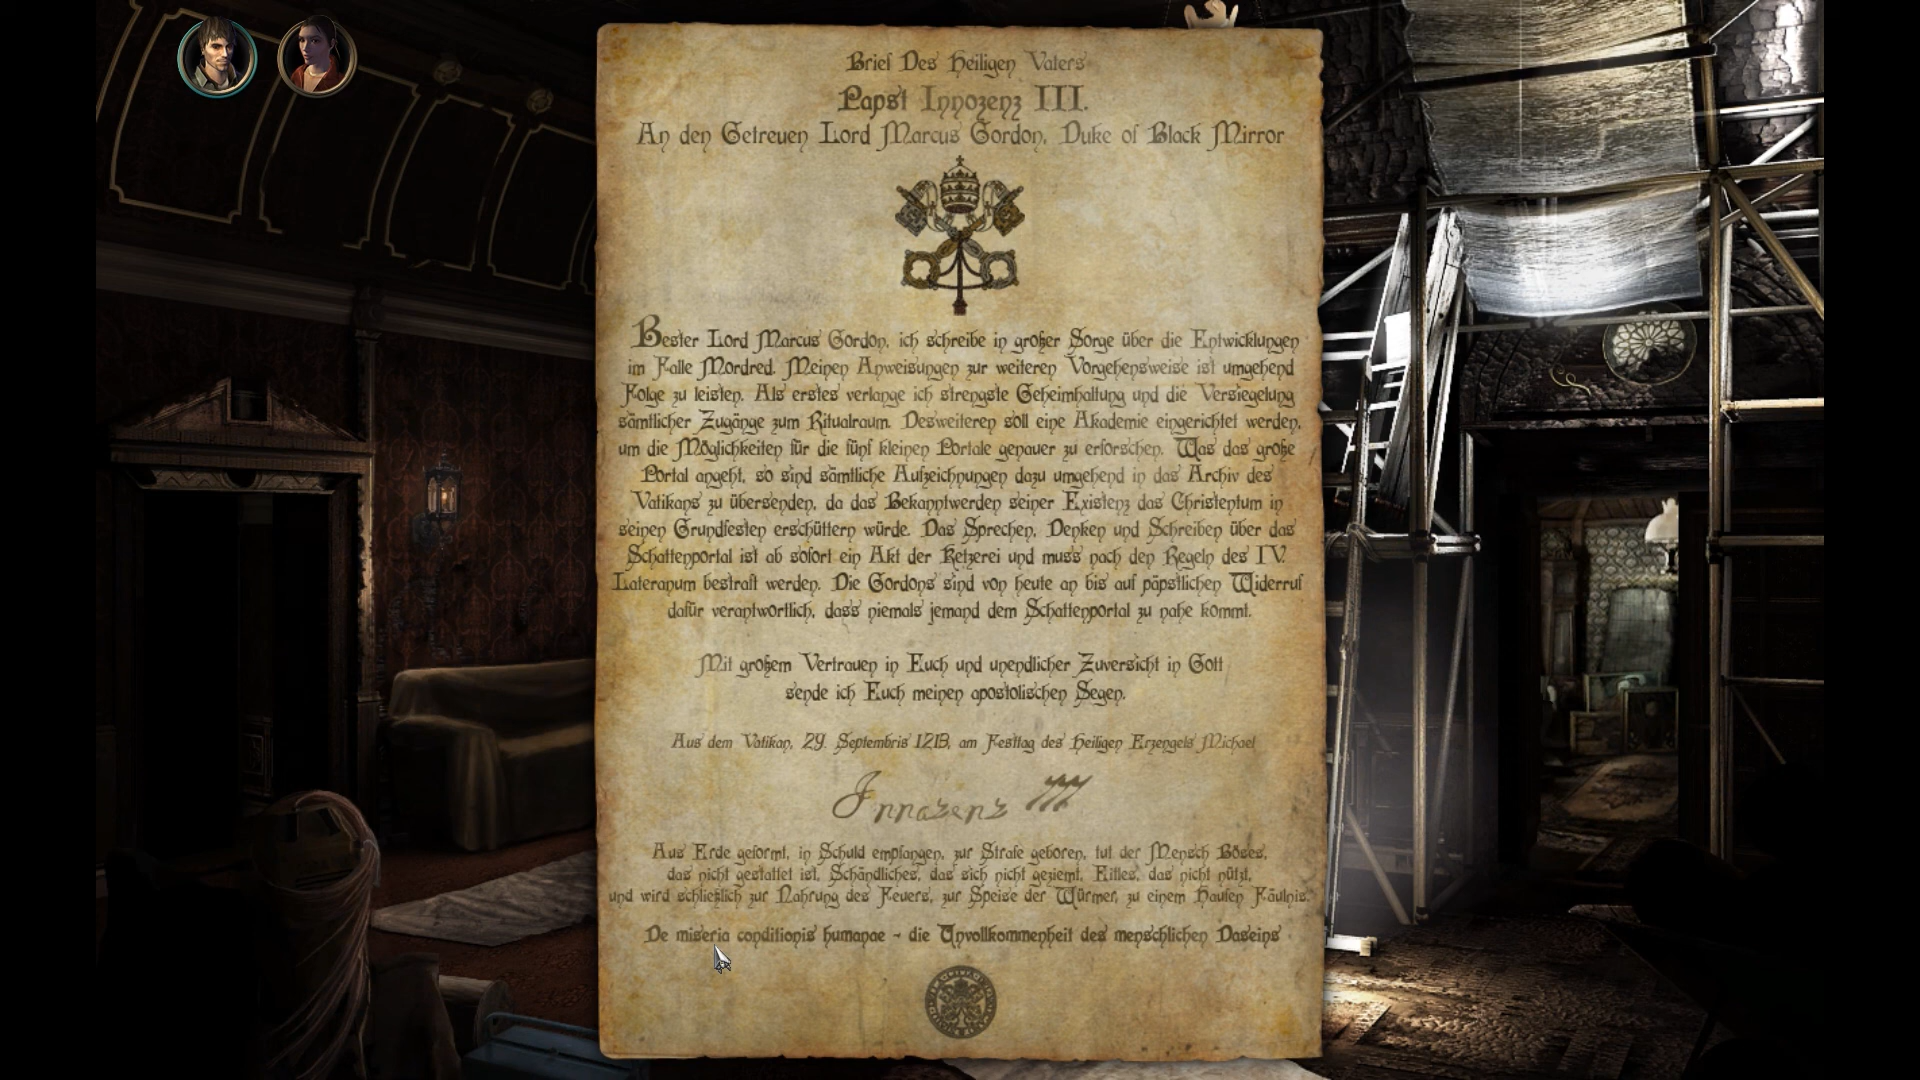 Brief Des Heiligen Vaters
Papst Innozenz III.
An den Getreuen Lord Marcus Gordon, Duke of Black Mirror
Bester Lord Marcus Gordon, ich schreibe in großer Sorge über die Entwicklungen
im Falle Mordred. Meinen Anweisungen zur weiteren Vorgehensweise ist umgehend
Folge zu leisten. Als erstes verlange ich strengste Geheimhaltung und die Versiegelung
sämtlicher Zugänge zum Ritualraum. Desweiteren soll eine Akademie eingerichtet werden,
um die Möglichkeiten für die fünf kleinen Portale genauer zu erforschen. Was das große
Portal angeht, so sind sämtliche Aufzeichnungen dazu umgehend in das Archiv des
Vatikans zu übersenden, da das Bekanntwerden seiner Existenz das Christentum in
seinen Grundfesten erschüttern würde. Das Sprechen, Denken und Schreiben über das
Schattenportal ist ab sofort ein Akt der Ketzerei und muss nach den Regeln des IV.
Lateranum bestraft werden. Die Gordons sind von heute an bis auf päpstlichen Widerruf
dafür verantwortlich, dass niemals jemand dem Schattenportal zu nahe kommt.
Mit großem Vertrauen in Euch und unendlicher Zuversicht in Gott
sende ich Euch meinen apostolischen Segen.
Aus dem Vatikan, 29. Septembris 1213, am Festtag des Heiligen Erzengels Michael
Innozenz III
Aus Erde geformt, in Schuld empfangen, zur Strafe geboren, tut der Mensch Böses,
das nicht gestattet ist, Schändliches, das sich nicht geziemt, Eitles, das nicht nützt,
und wird schließlich zur Nahrung des Feuers, zur Speise der Würmer, zu einem Haufen Fäulnis.
De miseria conditionis humanae - die Unvollkommenheit des menschlichen Daseins